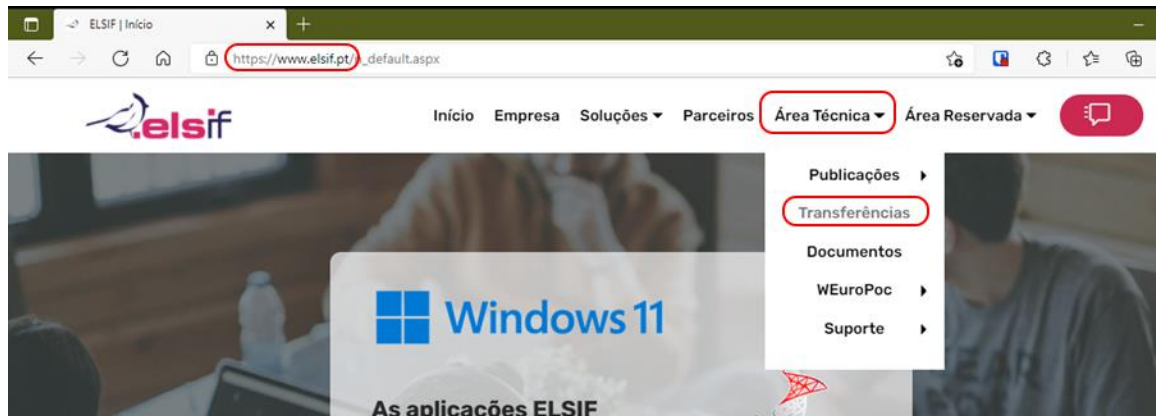 ELSIF | Início
https://www.elsif.pt/n_default.aspx
elsif
Início Empresa Soluções Parceiros Área Técnica Área Reservada
Publicações
Transferências
Documentos
WEuroPoc
Suporte
Windows 11
As aplicações ELSIF